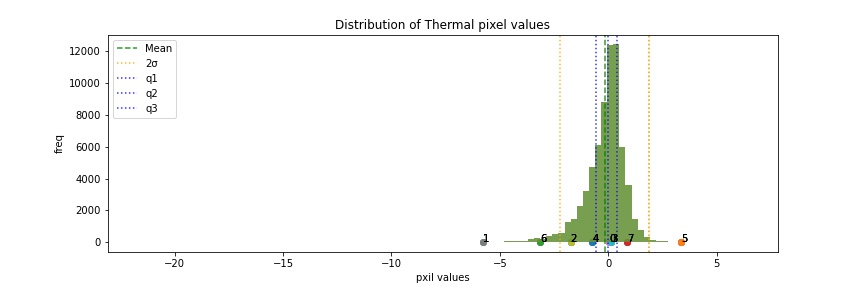 Distribution of Thermal pixel values
Mean
2σ
q1
q2
q3
freq
12000
10000
8000
6000
4000
2000
0
1 6 2 4 0 7 5
−20 −15 −10 −5 0 5
pxil values